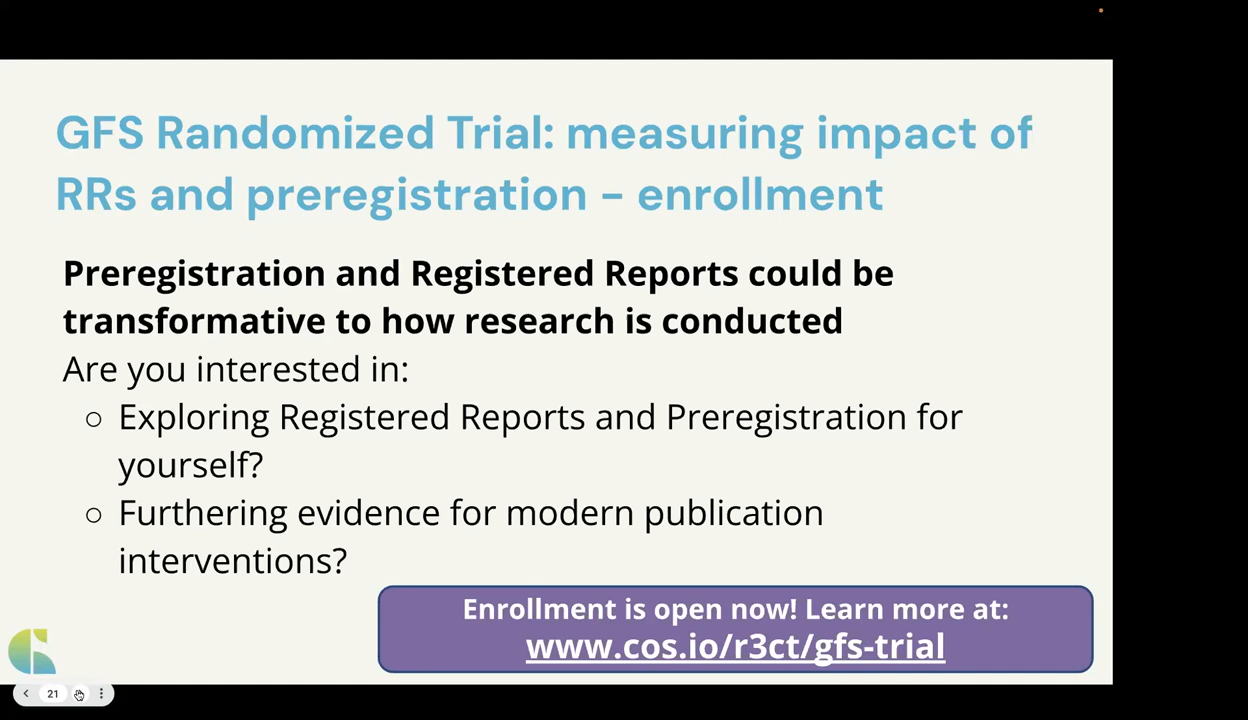 GFS Randomized Trial: measuring impact of
RRs and preregistration – enrollment
Preregistration and Registered Reports could be
transformative to how research is conducted
Are you interested in:
○ Exploring Registered Reports and Preregistration for
yourself?
○ Furthering evidence for modern publication
interventions?
Enrollment is open now! Learn more at:
www.cos.io/r3ct/gfs-trial
21